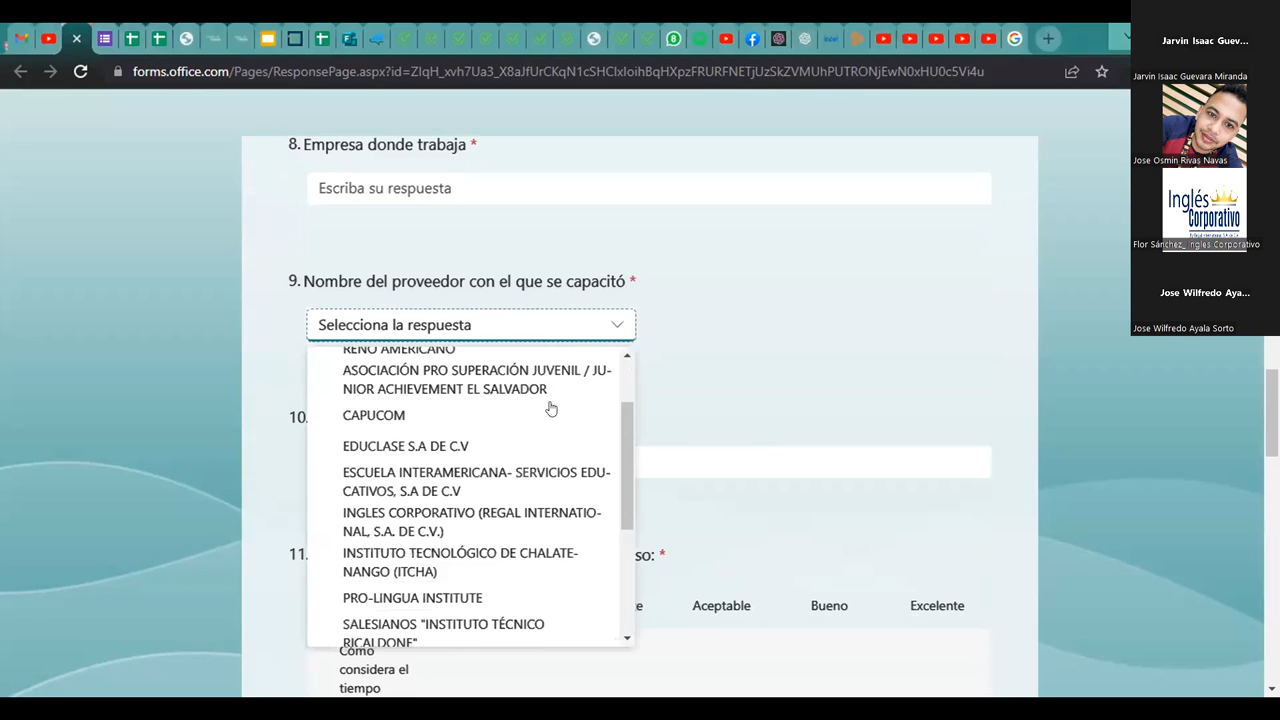 forms.office.com/Pages/ResponsePage.aspx?id=ZIqH_xvh7Ua3_X8aJfUrCKqN1cSHClxIoihBqHXpzFRURFNETjUzSkZVMUhPUTRONjEwN0xHU0c5Vi4u
8. Empresa donde trabaja *
Escriba su respuesta
9. Nombre del proveedor con el que se capacitó *
Selecciona la respuesta
RENO AMERICANO
ASOCIACIÓN PRO SUPERACIÓN JUVENIL / JU-
NIOR ACHIEVEMENT EL SALVADOR
10.
CAPUCOM
EDUCLASE S.A DE C.V
ESCUELA INTERAMERICANA- SERVICIOS EDU-
CATIVOS, S.A DE C.V
INGLES CORPORATIVO (REGAL INTERNATIO-
NAL, S.A. DE C.V.)
11.
so: *
INSTITUTO TECNOLÓGICO DE CHALATE-
NANGO (ITCHA)
PRO-LINGUA INSTITUTE
Aceptable Bueno Excelente
SALESIANOS "INSTITUTO TÉCNICO
RICALDONE"
Cómo
considera el
tiempo
Jarvin Isaac Guev...
Jarvin Isaac Guevara Miranda
Jose Osmin Rivas Navas
Inglés
Corporativo
Flor Sánchez_ Ingles Corporativo
Jose Wilfredo Aya...
Jose Wilfredo Ayala Sorto